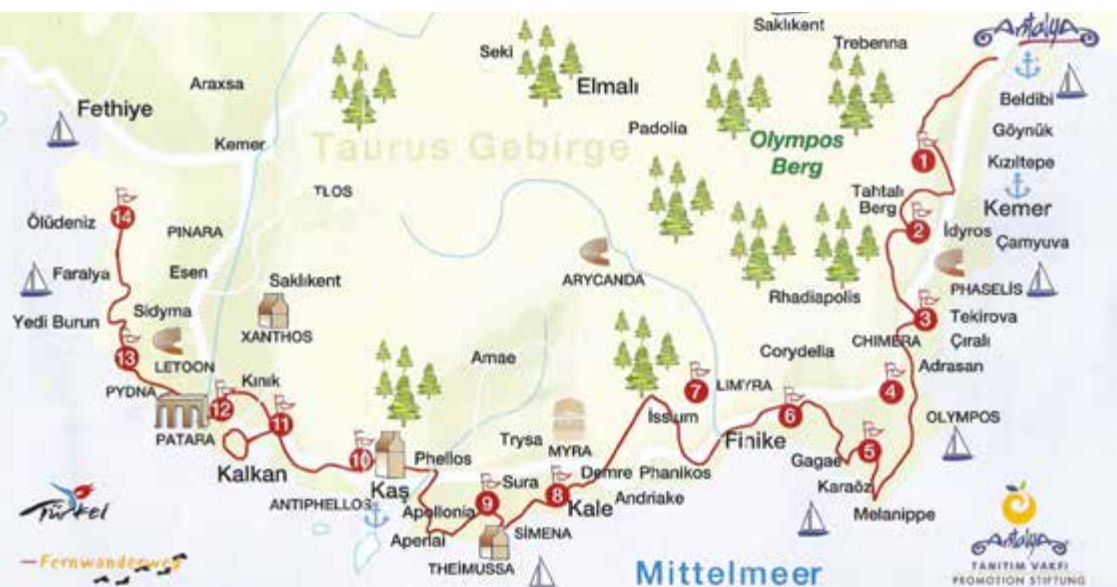 Saklıkent
Antalya
Trebenna
Seki
Elmalı
Araxsa
Beldibi
Fethiye
Padolia
Olympos
Berg
Göynük
Kemer
Taurus Gebirge
1
Kızıltepe
TLOS
Tahtalı
Berg
Kemer
14
Ölüdeniz
PINARA
2
İdyros
Çamyuva
Esen
Saklıkent
ARYCANDA
Faralya
PHASELİS
Rhadiapolis
Sidyma
Yedi Burun
XANTHOS
3
Tekirova
CHIMERA
Çıralı
13
LETOON
Amae
Corydella
Adrasan
PYDNA
Kınık
7
LIMYRA
4
12
11
6
İssium
OLYMPOS
PATARA
Trysa
MYRA
Finike
5
Gagae
Kalkan
10
Phellos
Demre
Phanikos
Karaöz
ANTIPHELLOS
Kaş
9
Sura
8
Kale
Andriake
Melanippe
Türkei
Apollonia
SİMENA
Aperlai
Antalya
Fernwanderweg
THEİMUSSA
Mittelmeer
TANITIM VAKFI
PROMOTION STIFTUNG